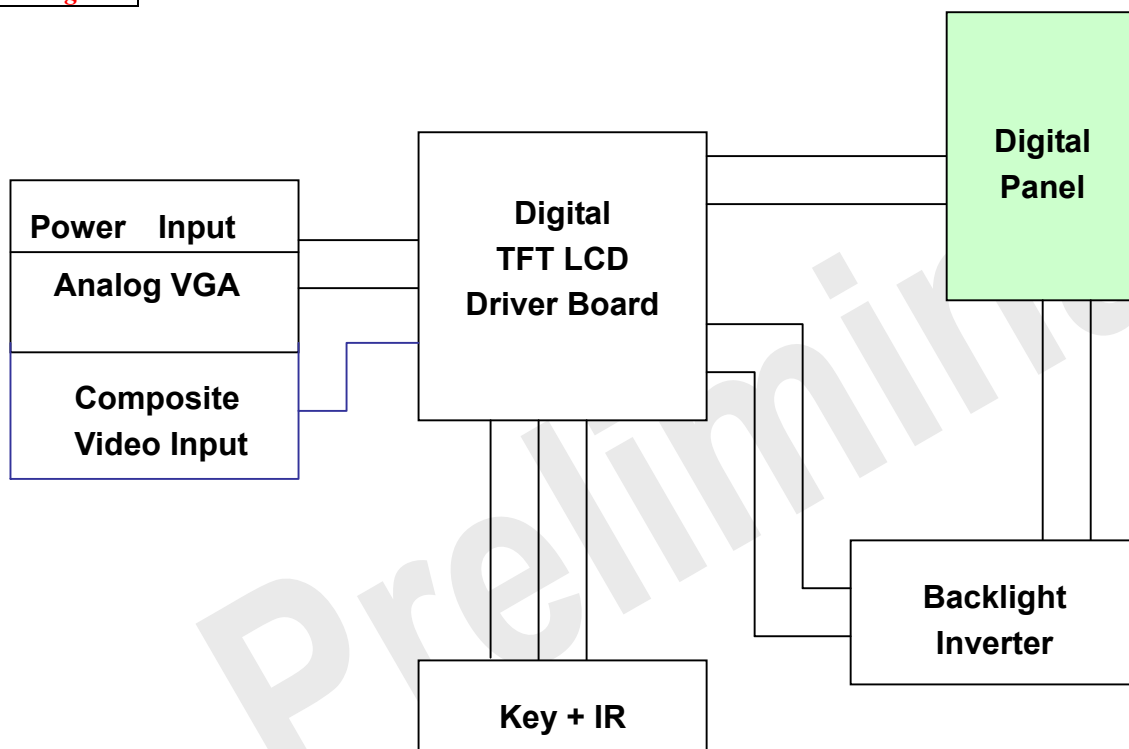 Digital
Panel
Digital
TFT LCD
Driver Board
Power Input
Analog VGA
Composite
Video Input
Backlight
Inverter
Key + IR